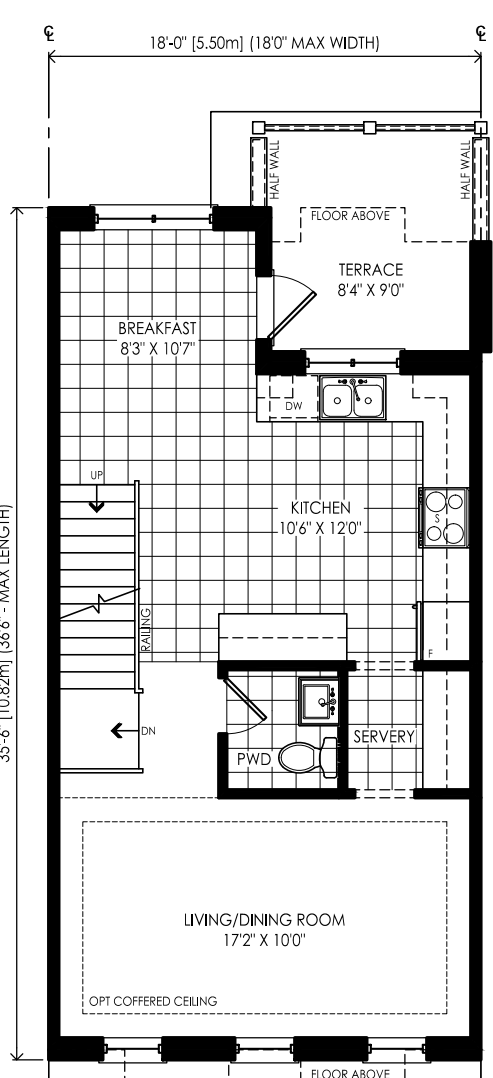 ℄
℄
18'-0" [5.50m] (18'0" MAX WIDTH)
HALF WALL
HALF WALL
FLOOR ABOVE
TERRACE
8'4" X 9'0"
BREAKFAST
8'3" X 10'7"
DW
UP
KITCHEN
10'6" X 12'0"
S
35'-6" [10.82m] (36'6" - MAX LENGTH)
RAILING
F
DN
SERVERY
PWD
LIVING/DINING ROOM
17'2" X 10'0"
OPT COFFERED CEILING
FLOOR ABOVE